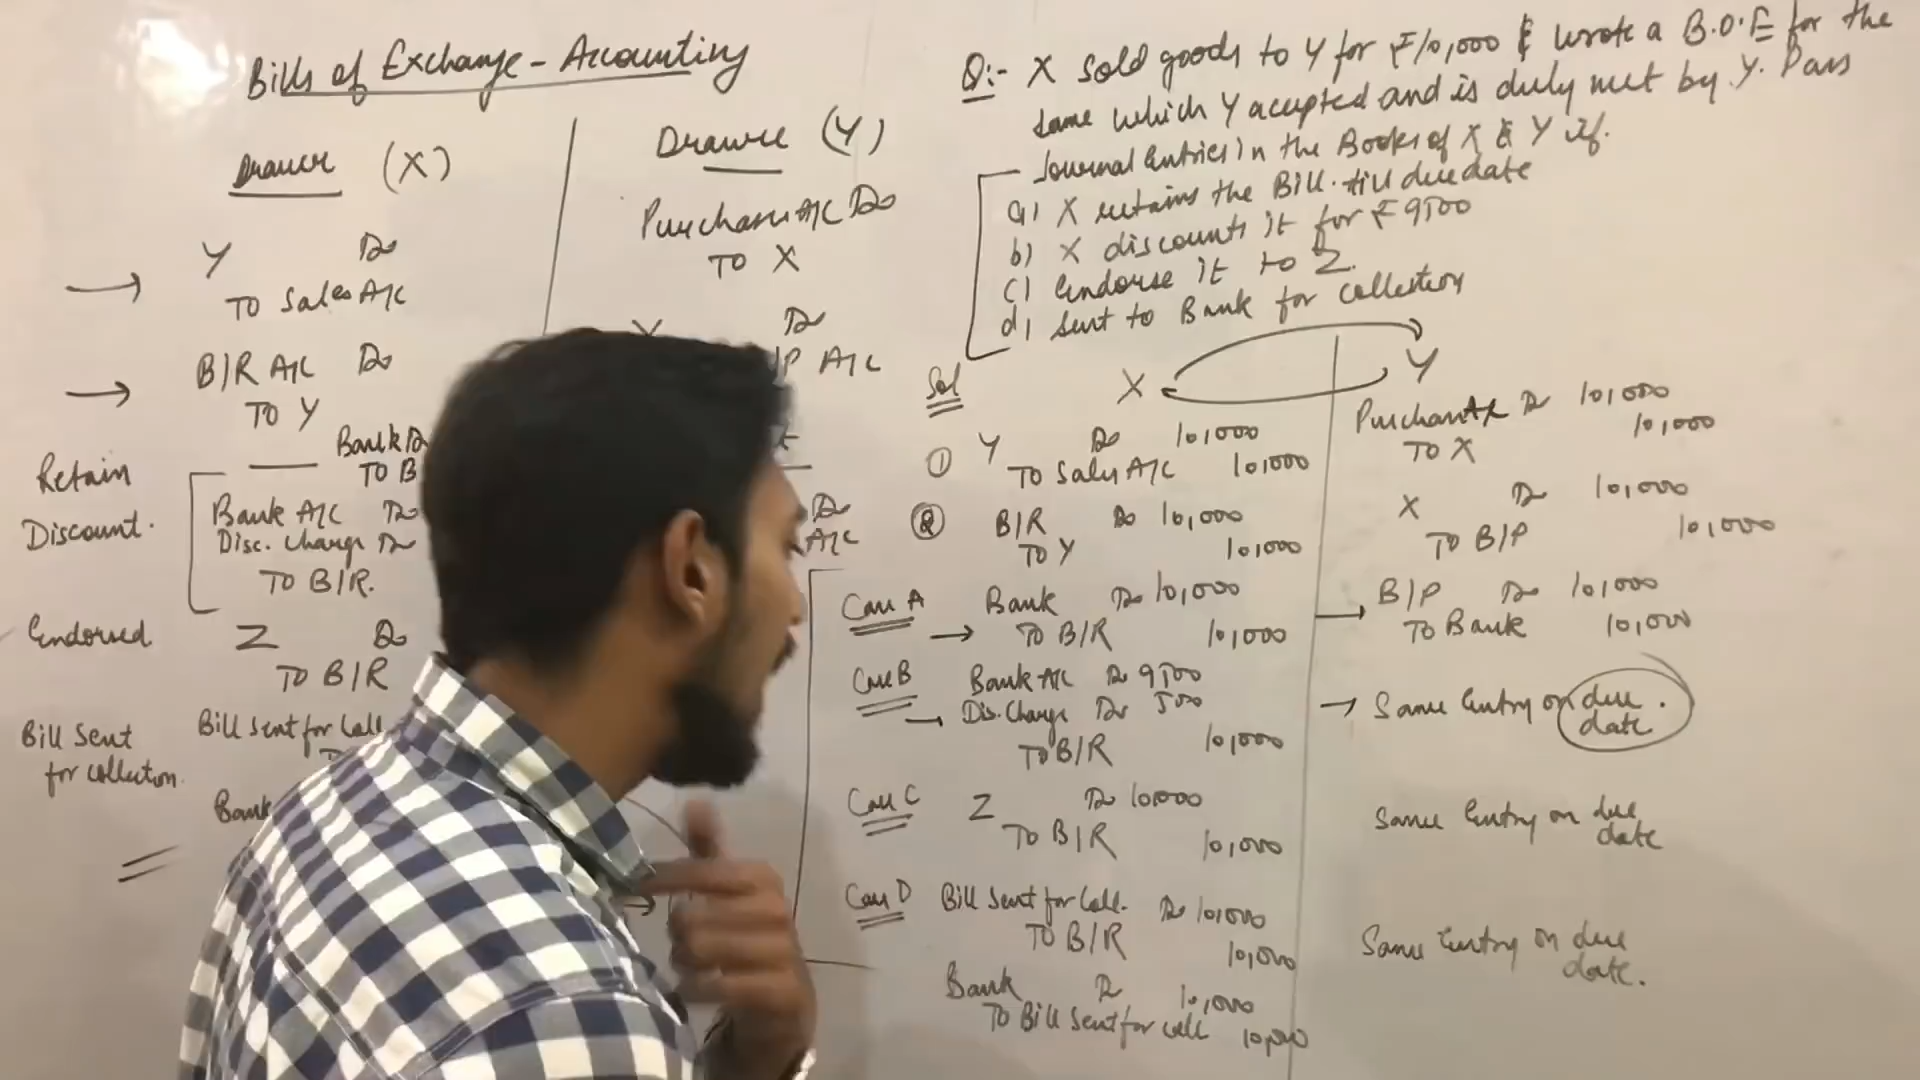 Bills of Exchange - Accounting
Drawer (X)
Y Dr
To Sales A/C
B/R A/C Dr
To Y
Retain
Bank Dr
To B
Discount.
Bank A/C Dr
Disc. Charge Dr
To B/R.
Endorsed
Z Dr
To B/R
Bill Sent
for collection.
Bill Sent for Coll
Bank
Drawee (Y)
Purchases A/C Dr
To X
Dr
/P A/C
Dr
A/C
Q:- X sold goods to Y for ₹10,000 & wrote a B.O.E for the
same which Y accepted and is duly met by Y. Pass
Journal Entries in the Books of X & Y if.
a) X retains the Bill. till due date
b) X discounts it for ₹9500
c) Endorse it to Z.
d) Sent to Bank for collection
Sol
X
Y
① Y Dr 10,000
To Sales A/C 10,000
② B/R Dr 10,000
To Y 10,000
Case A Bank Dr 10,000
To B/R 10,000
Case B Bank A/C Dr 9500
Dis. Charge Dr 500
To B/R 10,000
Case C Z Dr 10,000
To B/R 10,000
Case D Bill Sent for Coll. Dr 10,000
To B/R 10,000
Bank Dr 10,000
To Bill Sent for Coll 10,000
Purchases A/c Dr 10,000
To X 10,000
X Dr 10,000
To B/P 10,000
B/P Dr 10,000
To Bank 10,000
Same Entry on due.
date
Same Entry on due
date
Same Entry on due
date.